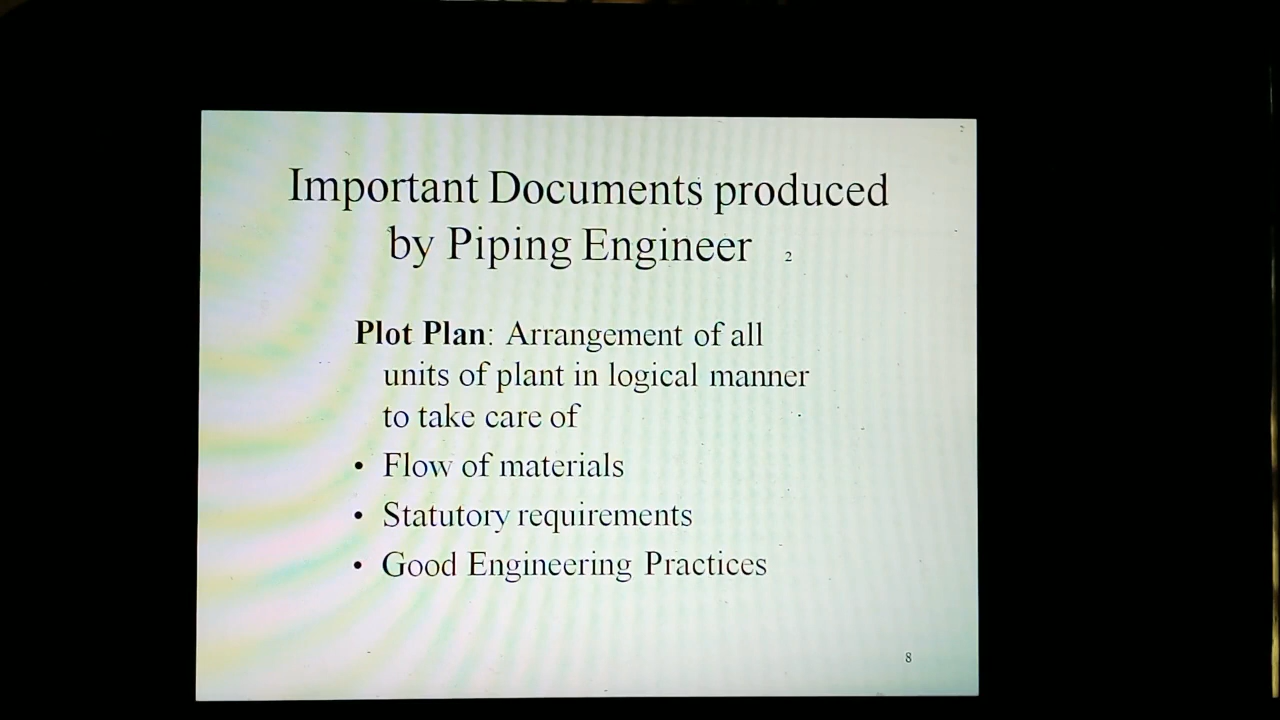 2
Important Documents produced
by Piping Engineer 2
Plot Plan: Arrangement of all
units of plant in logical manner
to take care of
• Flow of materials
• Statutory requirements
• Good Engineering Practices
8